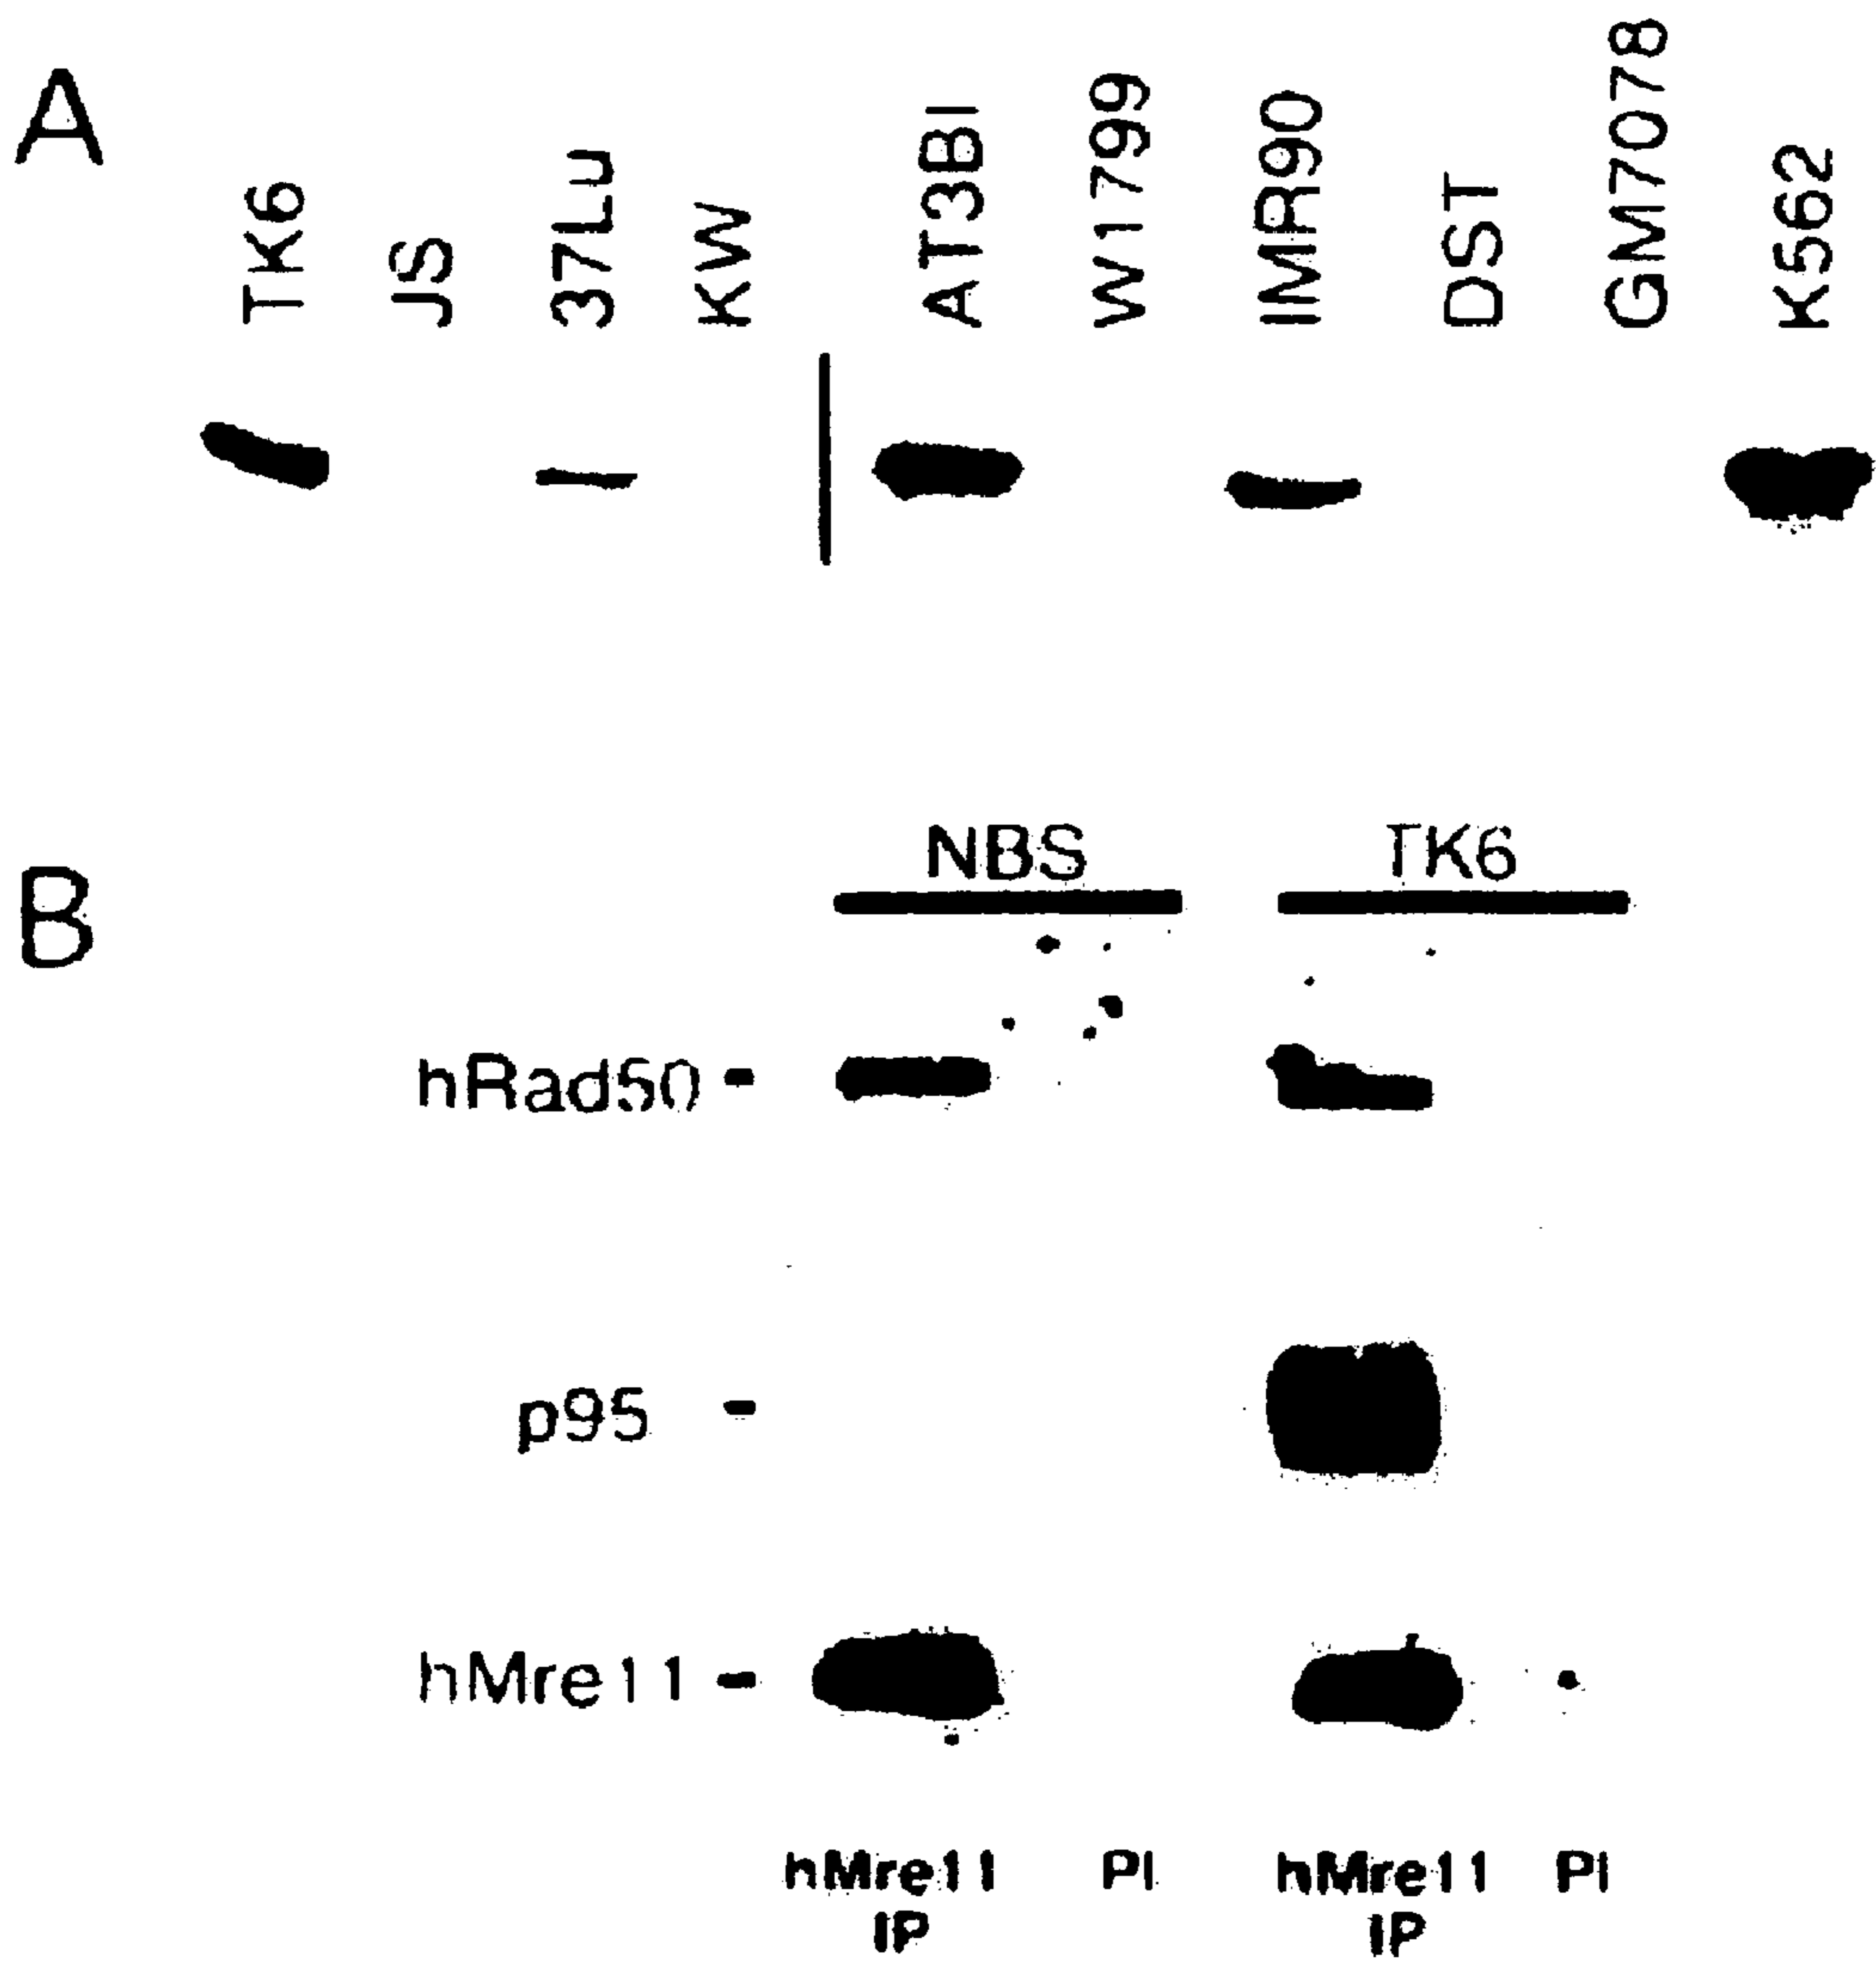 A
TK6
JS
37Lu
KW
AT3BI
W1799
IMR90
DST
GM7078
K562
B
NBS TK6
hRad50
p95
hMre11
hMre11 PI hMre11 PI
IP IP